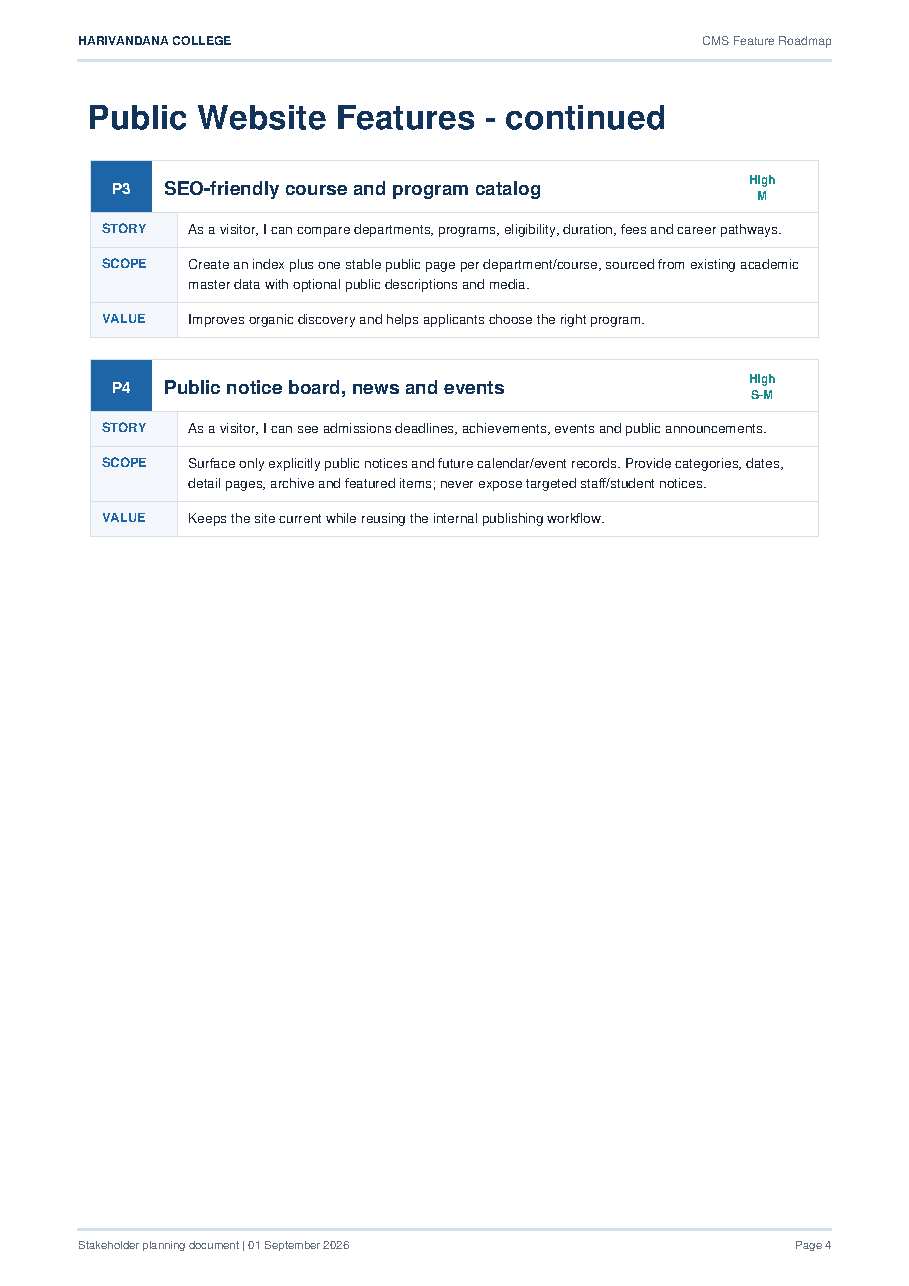 HARIVANDANA COLLEGE
CMS Feature Roadmap
Public Website Features - continued
P3
SEO-friendly course and program catalog
High
M
STORY
As a visitor, I can compare departments, programs, eligibility, duration, fees and career pathways.
SCOPE
Create an index plus one stable public page per department/course, sourced from existing academic
master data with optional public descriptions and media.
VALUE
Improves organic discovery and helps applicants choose the right program.
P4
Public notice board, news and events
High
S-M
STORY
As a visitor, I can see admissions deadlines, achievements, events and public announcements.
SCOPE
Surface only explicitly public notices and future calendar/event records. Provide categories, dates,
detail pages, archive and featured items; never expose targeted staff/student notices.
VALUE
Keeps the site current while reusing the internal publishing workflow.
Stakeholder planning document | 01 September 2026
Page 4